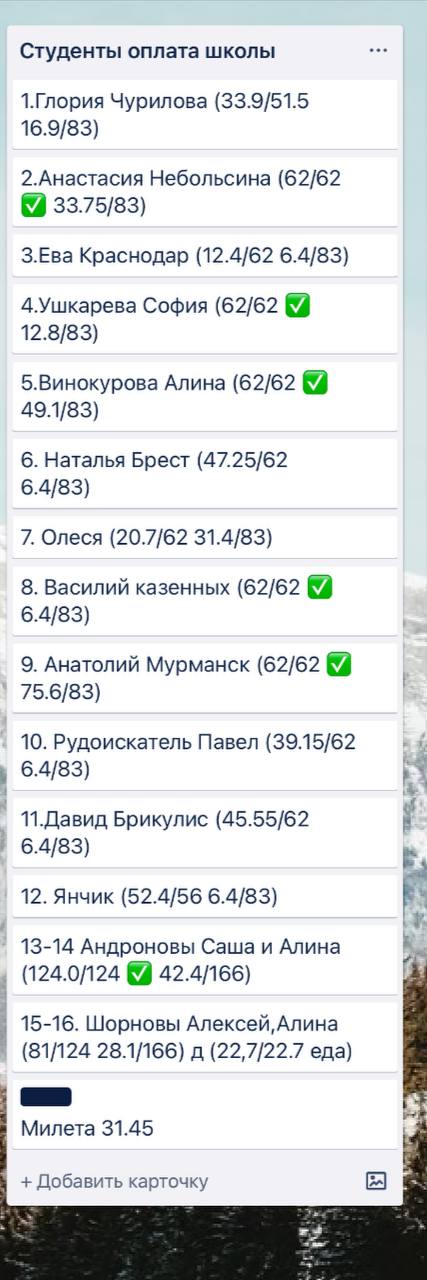 Студенты оплата школы
1.Глория Чурилова (33.9/51.5
16.9/83)
2.Анастасия Небольсина (62/62
✅ 33.75/83)
3.Ева Краснодар (12.4/62 6.4/83)
4.Ушкарева София (62/62 ✅
12.8/83)
5.Винокурова Алина (62/62 ✅
49.1/83)
6. Наталья Брест (47.25/62
6.4/83)
7. Олеся (20.7/62 31.4/83)
8. Василий казенных (62/62 ✅
6.4/83)
9. Анатолий Мурманск (62/62 ✅
75.6/83)
10. Рудоискатель Павел (39.15/62
6.4/83)
11.Давид Брикулис (45.55/62
6.4/83)
12. Янчик (52.4/56 6.4/83)
13-14 Андроновы Саша и Алина
(124.0/124 ✅ 42.4/166)
15-16. Шорновы Алексей,Алина
(81/124 28.1/166) д (22,7/22.7 еда)
Милета 31.45
+ Добавить карточку